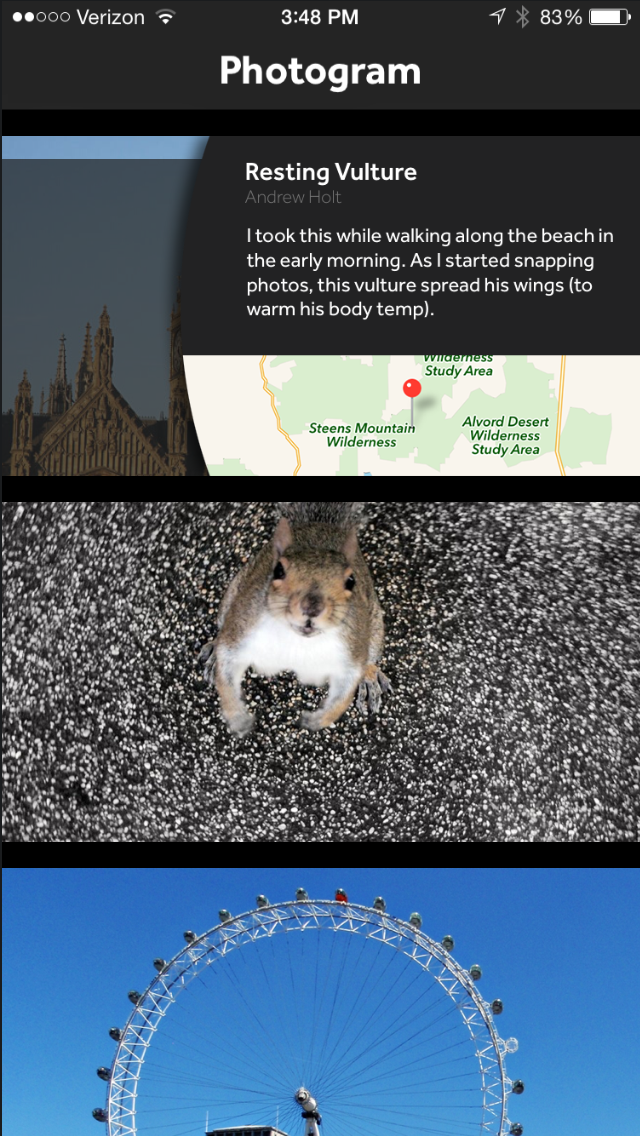 Verizon 3:48 PM 83%
Photogram
Resting Vulture
Andrew Holt
I took this while walking along the beach in
the early morning. As I started snapping
photos, this vulture spread his wings (to
warm his body temp).
Wilderness
Study Area
Steens Mountain
Wilderness
Alvord Desert
Wilderness
Study Area